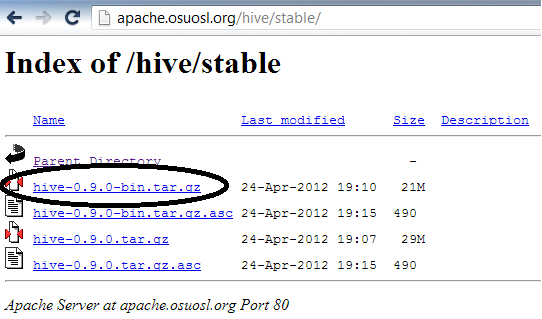 apache.osuosl.org/hive/stable/
Index of /hive/stable
Name Last modified Size Description
Parent Directory -
hive-0.9.0-bin.tar.gz 24-Apr-2012 19:10 21M
hive-0.9.0-bin.tar.gz.asc 24-Apr-2012 19:15 490
hive-0.9.0.tar.gz 24-Apr-2012 19:07 29M
hive-0.9.0.tar.gz.asc 24-Apr-2012 19:15 490
Apache Server at apache.osuosl.org Port 80